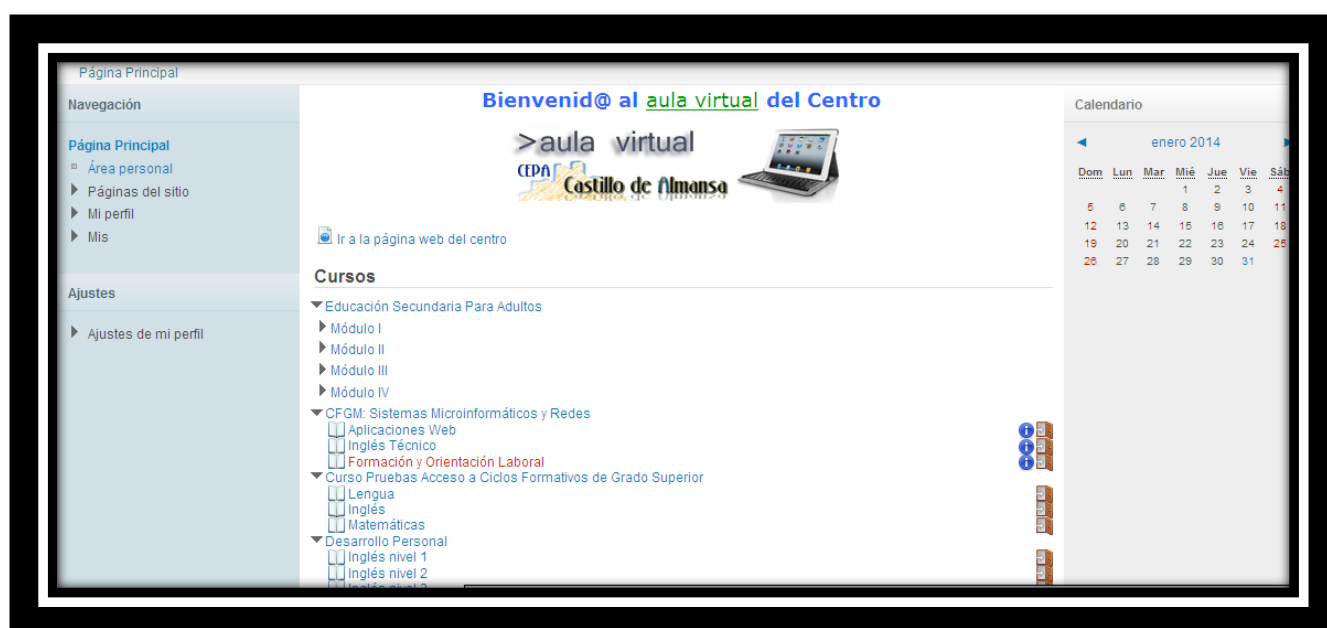 Página Principal
Navegación
Página Principal
Área personal
Páginas del sitio
Mi perfil
Mis
Ajustes
Ajustes de mi perfil
Bienvenid@ al aula virtual del Centro
>aula virtual
CEPA
Castillo de Almansa
Ir a la página web del centro
Cursos
Educación Secundaria Para Adultos
Módulo I
Módulo II
Módulo III
Módulo IV
CFGM: Sistemas Microinformáticos y Redes
Aplicaciones Web
Inglés Técnico
Formación y Orientación Laboral
Curso Pruebas Acceso a Ciclos Formativos de Grado Superior
Lengua
Inglés
Matemáticas
Desarrollo Personal
Inglés nivel 1
Inglés nivel 2
Calendario
enero 2014
Dom Lun Mar Mié Jue Vie Sáb
1 2 3 4
5 6 7 8 9 10 11
12 13 14 15 16 17 18
19 20 21 22 23 24 25
26 27 28 29 30 31